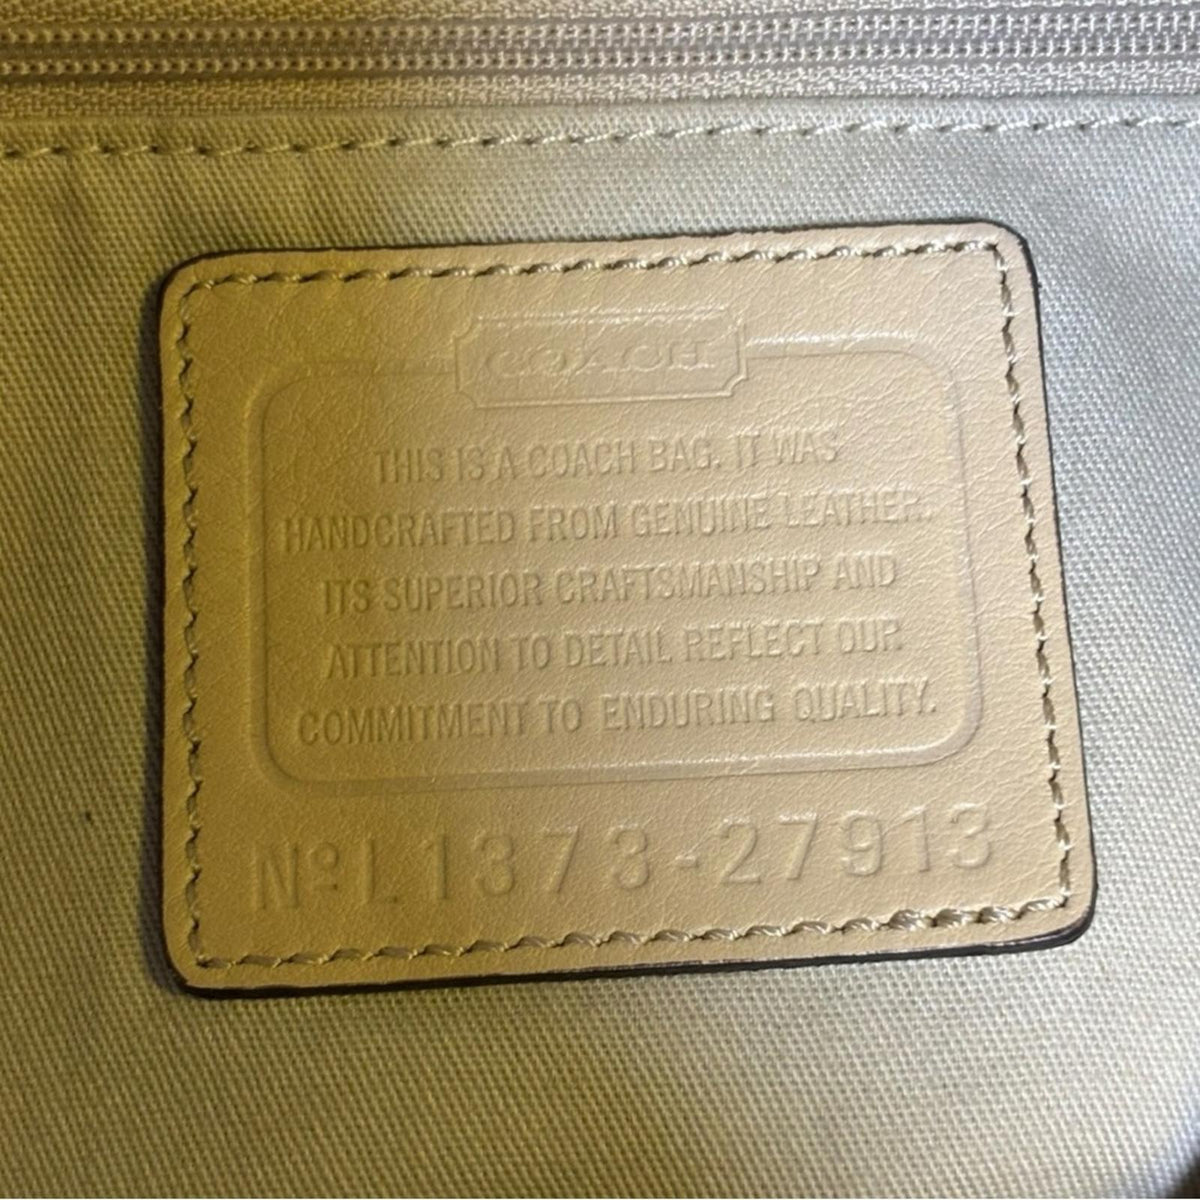 COACH
THIS IS A COACH BAG. IT WAS
HANDCRAFTED FROM GENUINE LEATHER.
ITS SUPERIOR CRAFTSMANSHIP AND
ATTENTION TO DETAIL REFLECT OUR
COMMITMENT TO ENDURING QUALITY.
Nº L1373-27913